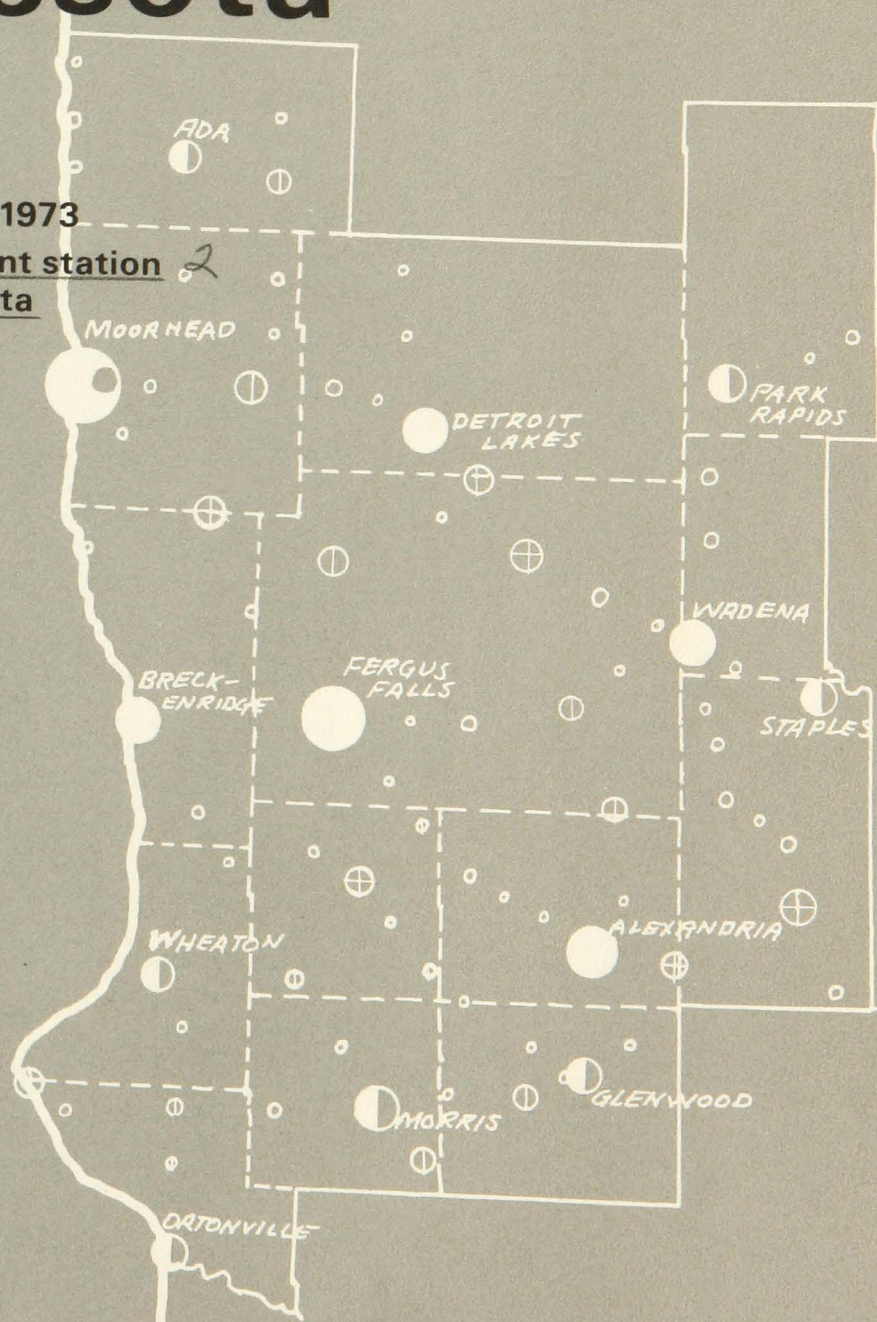 ADA
1973
nt station 2
ta
MOORHEAD
DETROIT
LAKES
PARK
RAPIDS
WADENA
BRECK-
ENRIDGE
FERGUS
FALLS
STAPLES
ALEXANDRIA
WHEATON
GLENWOOD
MORRIS
ORTONVILLE